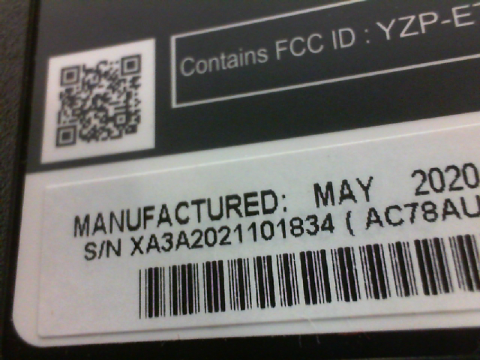 Contains FCC ID : YZP-E
MANUFACTURED: MAY 2020
S/N XA3A2021101834 ( AC78AU